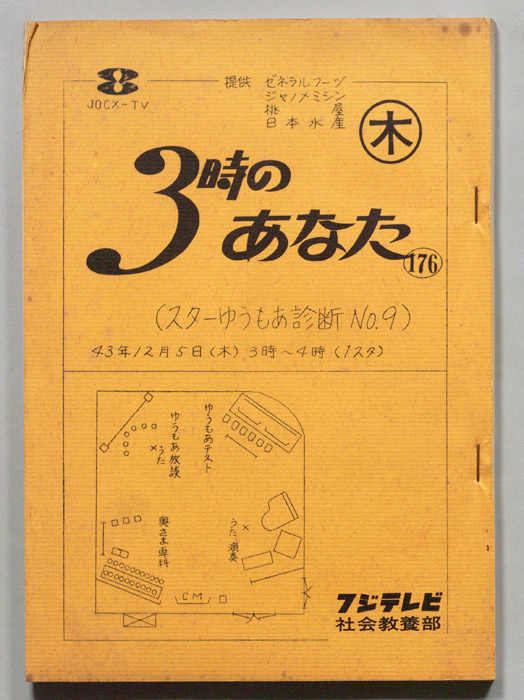 提供 ゼネラルフーヅ
JOCX-TV
ジャノメミシン
桃屋
日本水産
木
3時の
あなた
176
(スターゆうもあ診断 No.9)
43年12月5日(木) 3時〜4時 (1スタ)
ゆうもあテスト
ゆうもあ放談
×うた
×うた、演奏
奥さま専科
CM
フジテレビ
社会教養部